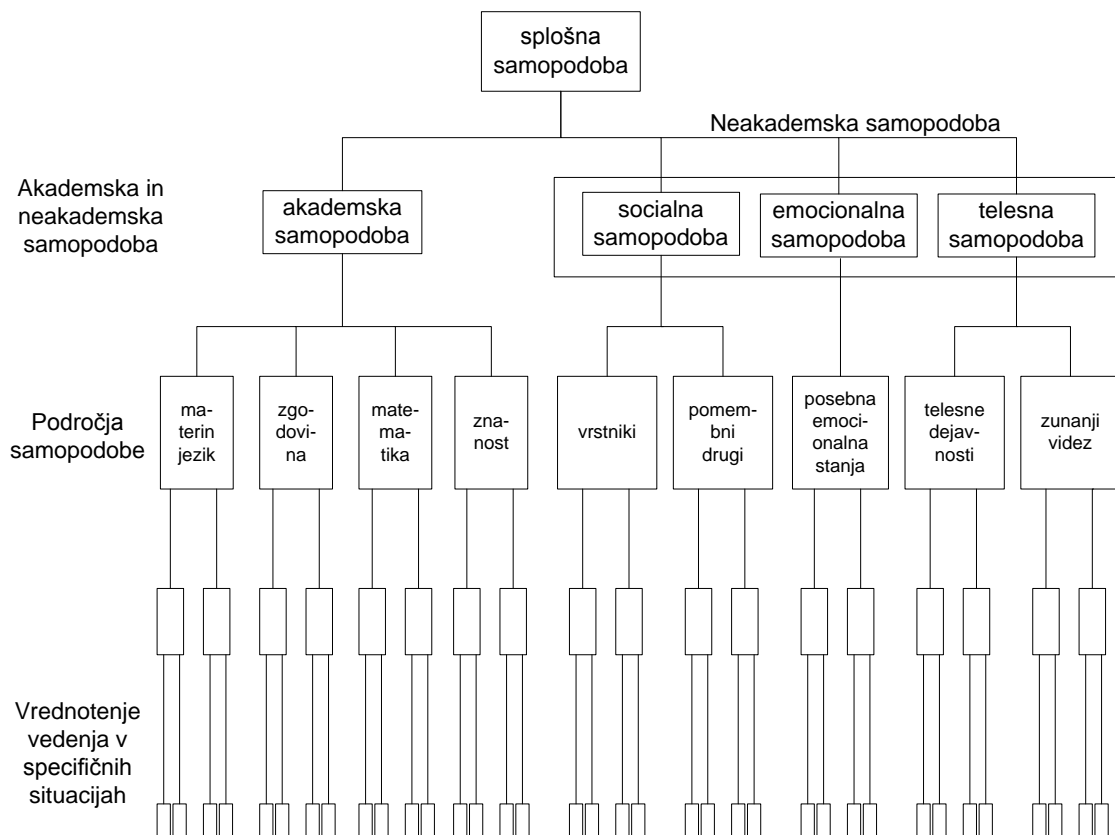 splošna
samopodoba
Neakademska samopodoba
Akademska in
neakademska
samopodoba
akademska
samopodoba
socialna
samopodoba
emocionalna
samopodoba
telesna
samopodoba
Področja
samopodobe
ma-
terin
jezik
zgo-
dovi-
na
mate-
ma-
tika
zna-
nost
vrstniki
pomem-
bni
drugi
posebna
emoci-
onalna
stanja
telesne
dejav-
nosti
zunanji
videz
Vrednotenje
vedenja v
specifičnih
situacijah